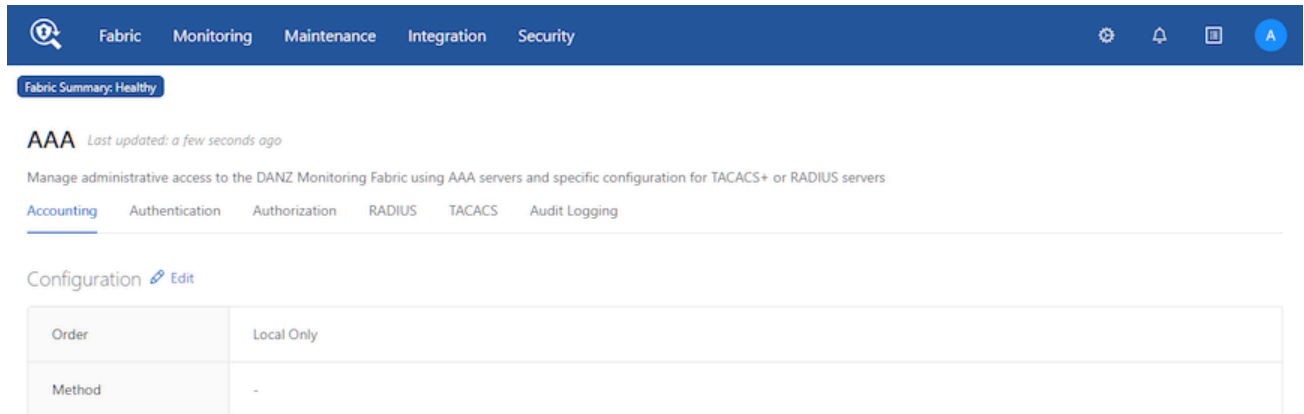 Fabric Monitoring Maintenance Integration Security A
Fabric Summary: Healthy
AAA Last updated: a few seconds ago
Manage administrative access to the DANZ Monitoring Fabric using AAA servers and specific configuration for TACACS+ or RADIUS servers
Accounting Authentication Authorization RADIUS TACACS Audit Logging
Configuration Edit
Order Local Only
Method -